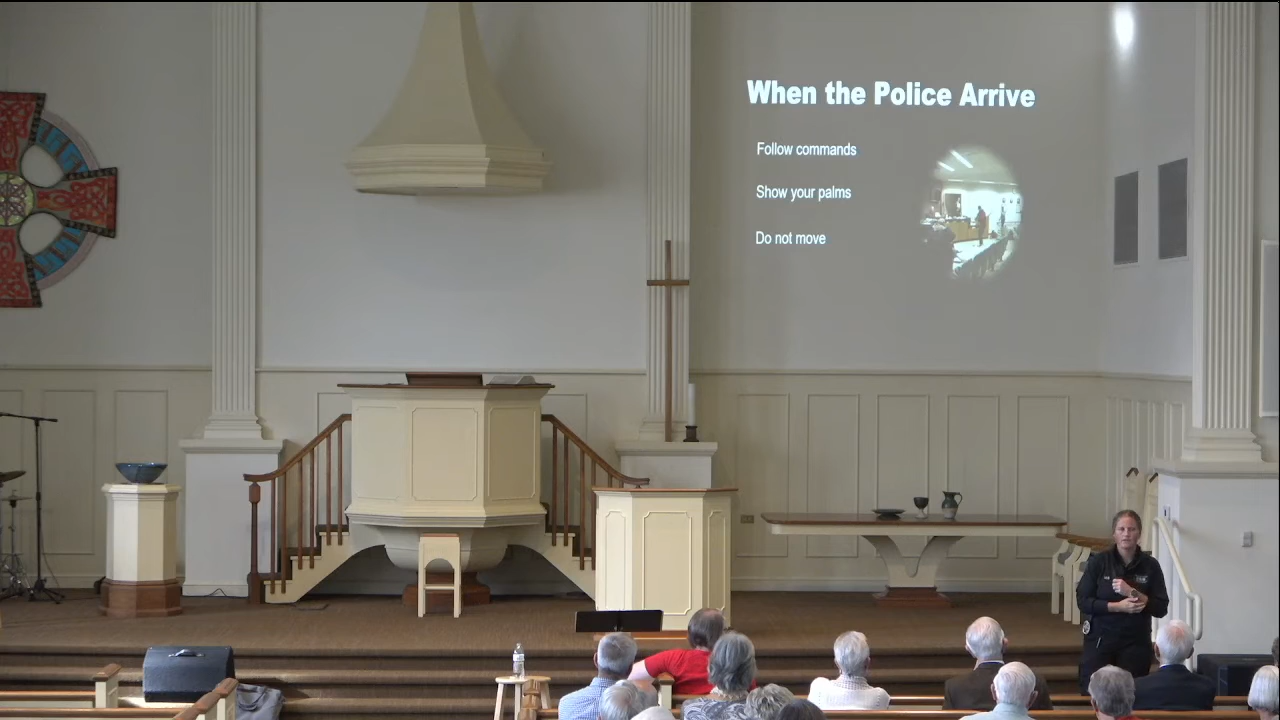 When the Police Arrive
Follow commands
Show your palms
Do not move